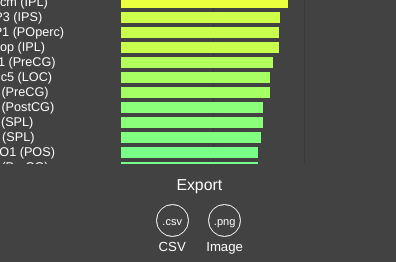 cm (IPL)
P3 (IPS)
P1 (POperc)
op (IPL)
1 (PreCG)
c5 (LOC)
(PreCG)
(PostCG)
(SPL)
(SPL)
O1 (POS)
Export
.csv .png
CSV Image